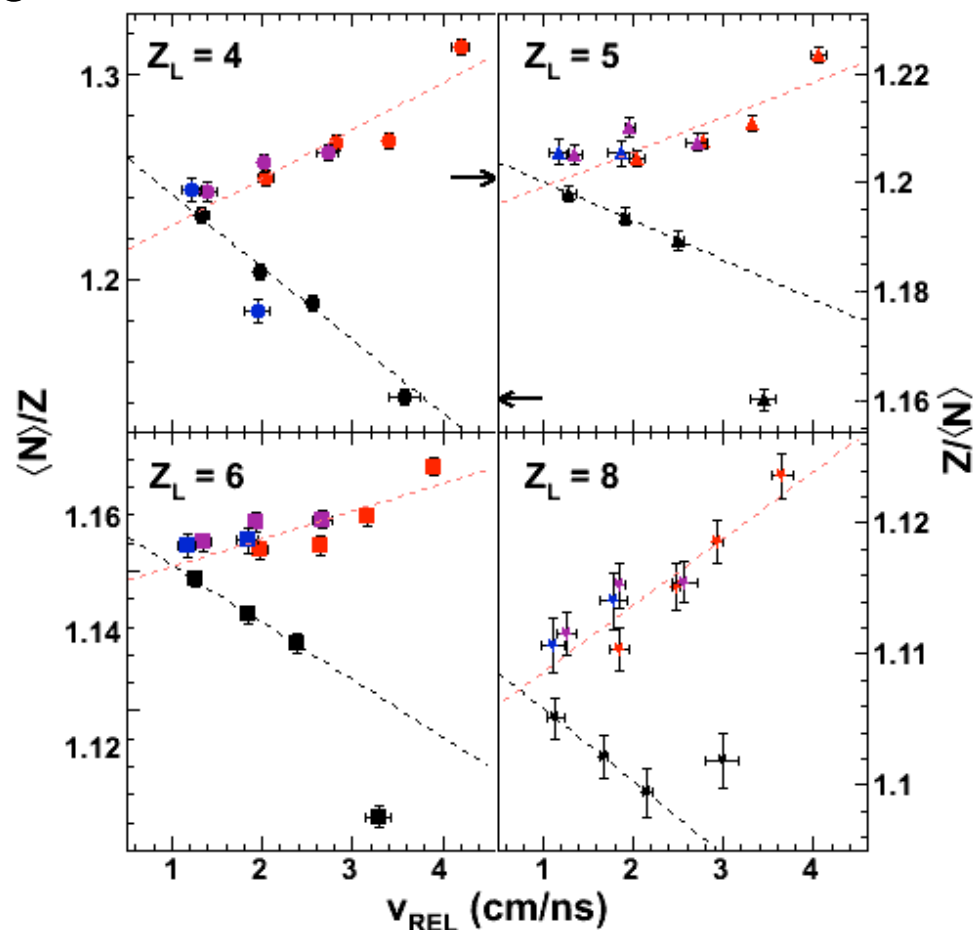 Z_L = 4
Z_L = 5
1.3
1.2
1.22
1.2
1.18
1.16
⟨N⟩/Z
⟨N⟩/Z
Z_L = 6
Z_L = 8
1.16
1.14
1.12
1.12
1.11
1.1
1 2 3 4
1 2 3 4
v_REL (cm/ns)